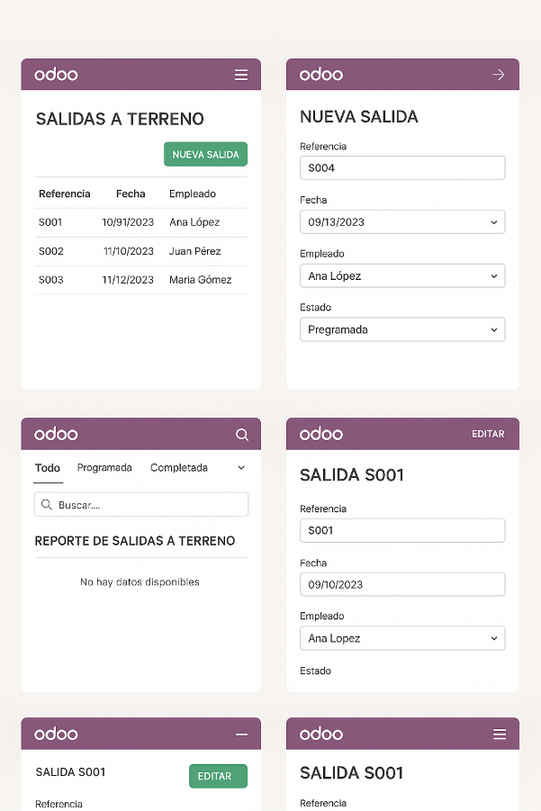 odoo
SALIDAS A TERRENO
NUEVA SALIDA
Referencia Fecha Empleado
S001 10/91/2023 Ana López
S002 11/10/2023 Juan Pérez
S003 11/12/2023 Maria Gómez
odoo
NUEVA SALIDA
Referencia
S004
Fecha
09/13/2023
Empleado
Ana López
Estado
Pregramada
odoo
Todo Programada Completada
Buscar....
REPORTE DE SALIDAS A TERRENO
No hay datos disponibles
odoo EDITAR
SALIDA S001
Referencia
S001
Fecha
09/10/2023
Empleado
Ana Lopez
Estado
odoo
SALIDA S001 EDITAR
Referencia
odoo
SALIDA S001
Referencia